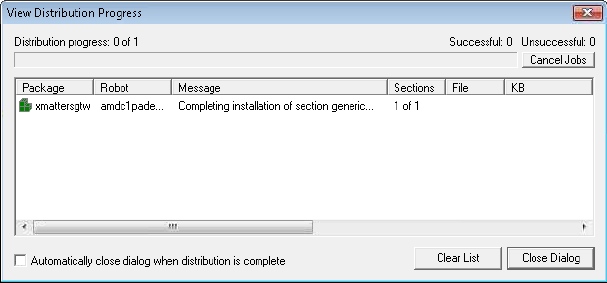 View Distribution Progress
Distribution progress: 0 of 1 Successful: 0 Unsuccessful: 0
Cancel Jobs
Package Robot Message Sections File KB
xmattersgtw amdc1pade... Completing installation of section generic... 1 of 1
Automatically close dialog when distribution is complete Clear List Close Dialog